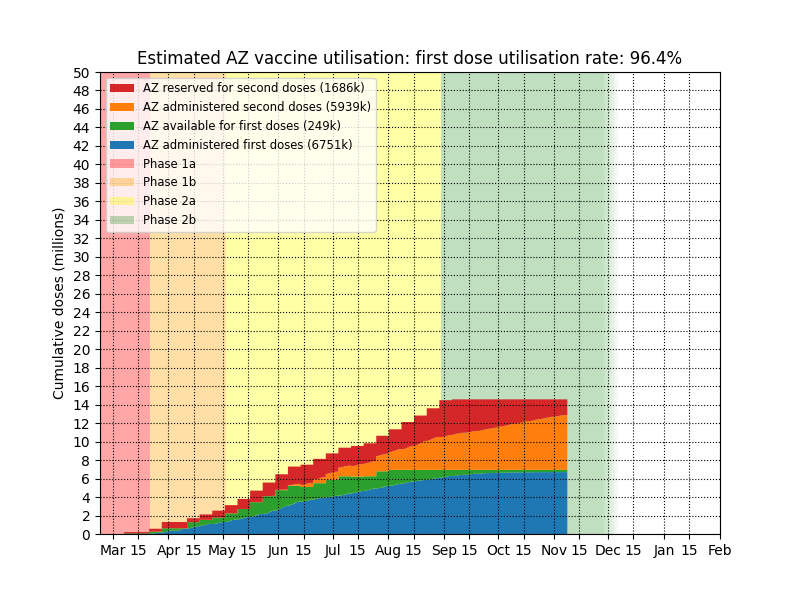 Estimated AZ vaccine utilisation: first dose utilisation rate: 96.4%
Cumulative doses (millions)
50
48
46
44
42
40
38
36
34
32
30
28
26
24
22
20
18
16
14
12
10
8
6
4
2
0
AZ reserved for second doses (1686k)
AZ administered second doses (5939k)
AZ available for first doses (249k)
AZ administered first doses (6751k)
Phase 1a
Phase 1b
Phase 2a
Phase 2b
Mar 15 Apr 15 May 15 Jun 15 Jul 15 Aug 15 Sep 15 Oct 15 Nov 15 Dec 15 Jan 15 Feb